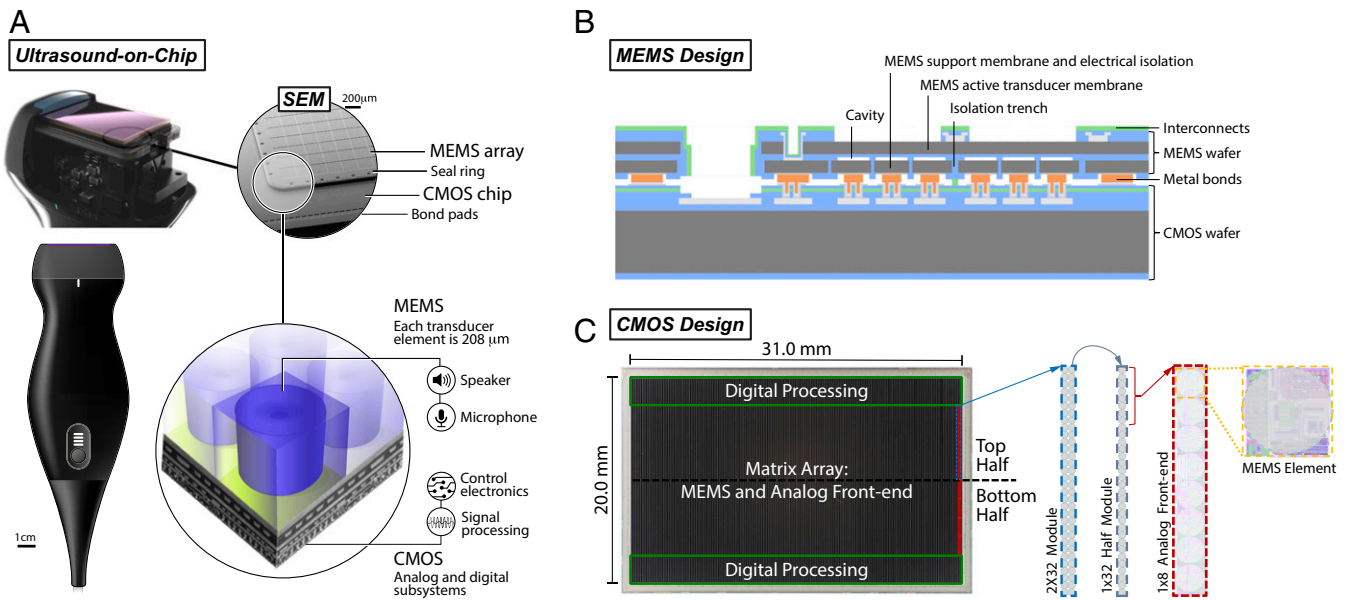 A
Ultrasound-on-Chip
SEM
200μm
MEMS array
Seal ring
CMOS chip
Bond pads
MEMS
Each transducer
element is 208 μm
Speaker
Microphone
Control
electronics
Signal
processing
CMOS
Analog and digital
subsystems
1cm
B
MEMS Design
MEMS support membrane and electrical isolation
MEMS active transducer membrane
Isolation trench
Cavity
Interconnects
MEMS wafer
Metal bonds
CMOS wafer
C
CMOS Design
31.0 mm
20.0 mm
Digital Processing
Matrix Array:
MEMS and Analog Front-end
Digital Processing
Top
Half
Bottom
Half
2X32 Module
1x32 Half Module
1x8 Analog Front-end
MEMS Element